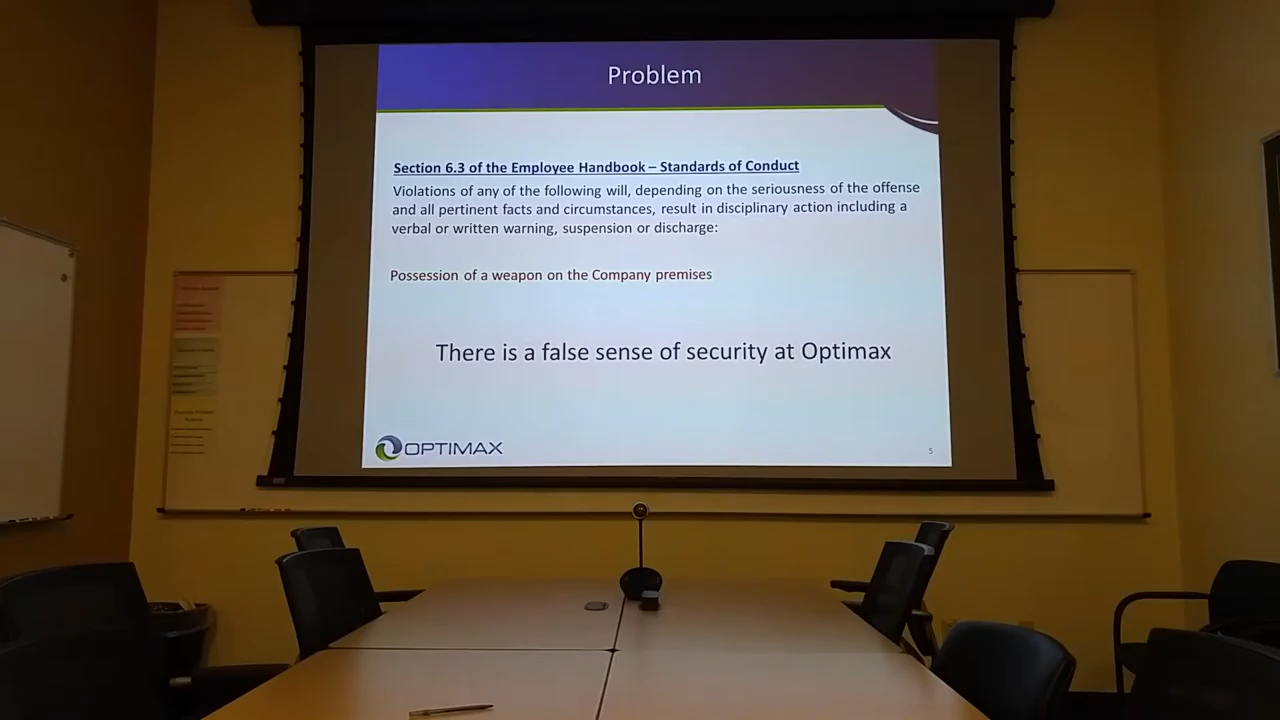 Problem
Section 6.3 of the Employee Handbook – Standards of Conduct
Violations of any of the following will, depending on the seriousness of the offense
and all pertinent facts and circumstances, result in disciplinary action including a
verbal or written warning, suspension or discharge:
Possession of a weapon on the Company premises
There is a false sense of security at Optimax
OPTIMAX
5